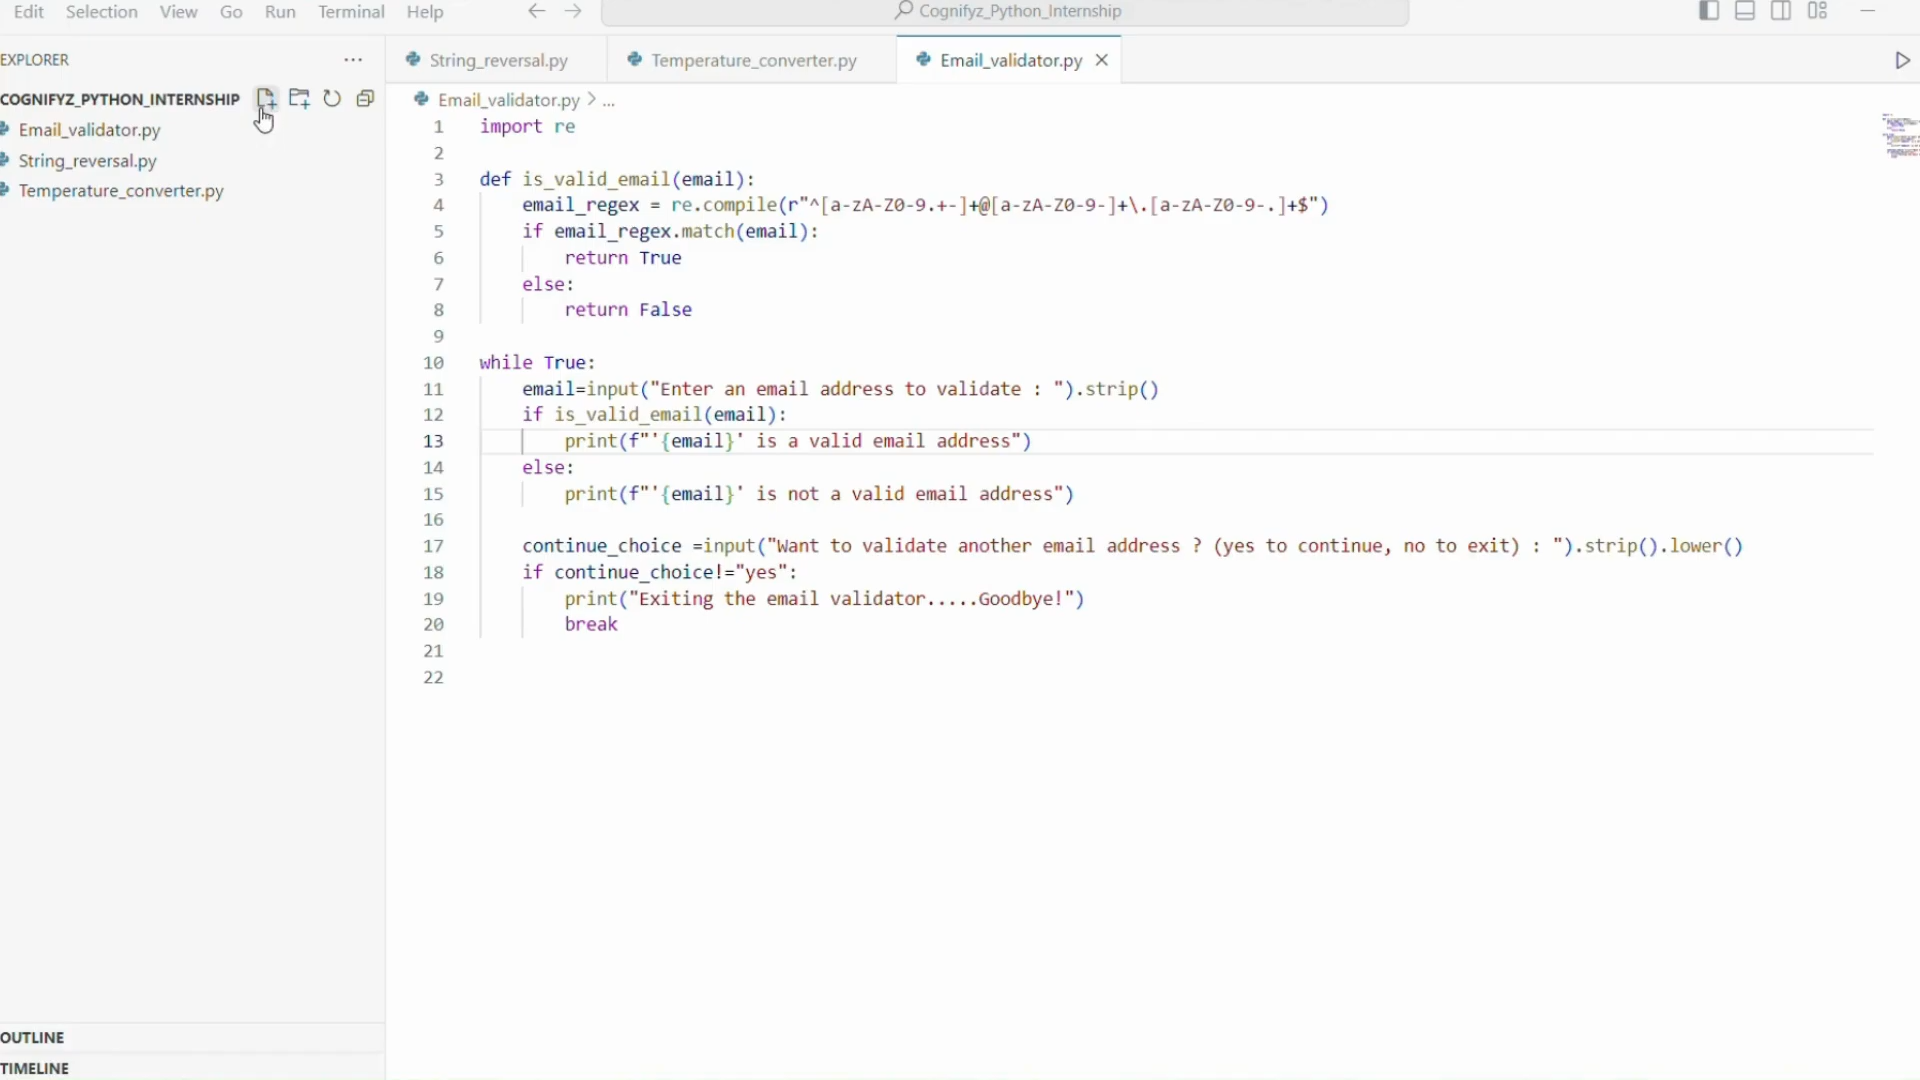 Edit Selection View Go Run Terminal Help
Cognifyz_Python_Internship
EXPLORER
COGNIFYZ_PYTHON_INTERNSHIP
Email_validator.py
String_reversal.py
Temperature_converter.py
OUTLINE
TIMELINE
String_reversal.py Temperature_converter.py Email_validator.py
Email_validator.py > ...
1 import re
2
3 def is_valid_email(email):
4 email_regex = re.compile(r"^[a-zA-Z0-9.+-]+@[a-zA-Z0-9-]+\.[a-zA-Z0-9-.]+$")
5 if email_regex.match(email):
6 return True
7 else:
8 return False
9
10 while True:
11 email=input("Enter an email address to validate : ").strip()
12 if is_valid_email(email):
13 print(f"'{email}' is a valid email address")
14 else:
15 print(f"'{email}' is not a valid email address")
16
17 continue_choice =input("Want to validate another email address ? (yes to continue, no to exit) : ").strip().lower()
18 if continue_choice!="yes":
19 print("Exiting the email validator.....Goodbye!")
20 break
21
22